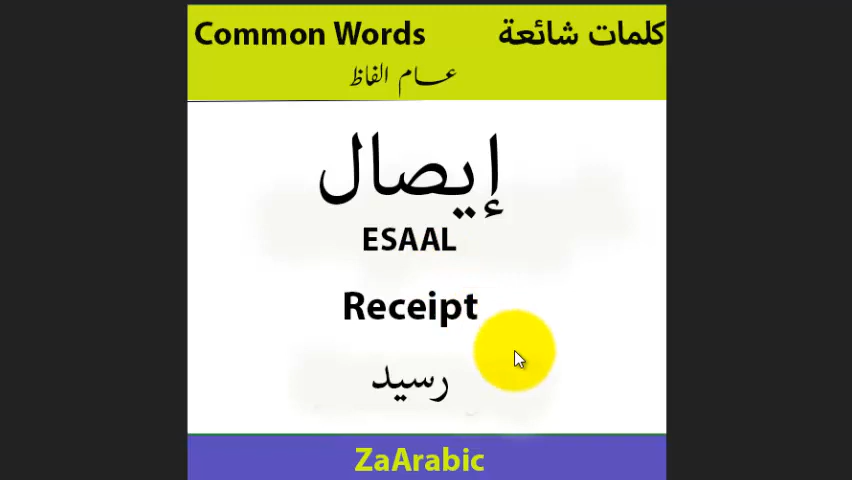 Common Words كلمات شائعة
عام الفاظ
إيصال
ESAAL
Receipt
رسید
ZaArabic